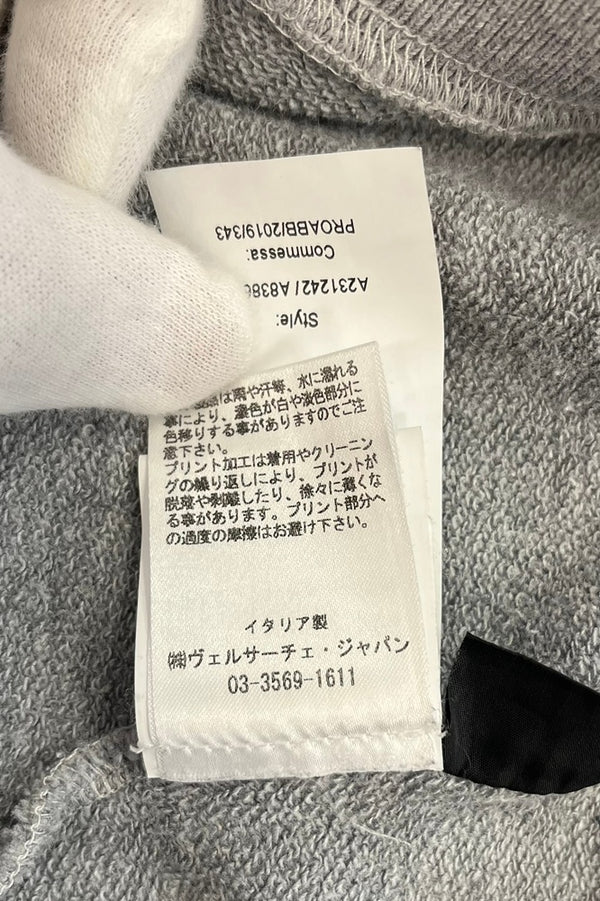 Style:
A231242 / A838
Commessa:
PROABB/2019/343
は雨や汗等、水に濡れる
事により、濃色が白や淡色部分に
色移りする事がありますのでご注
意下さい。
プリント加工は着用やクリーニン
グの繰り返しにより、プリントが
脱落や剥離したり、徐々に薄くな
る事があります。プリント部分へ
の過度の摩擦はお避け下さい。
イタリア製
㈱ヴェルサーチェ・ジャパン
03-3569-1611